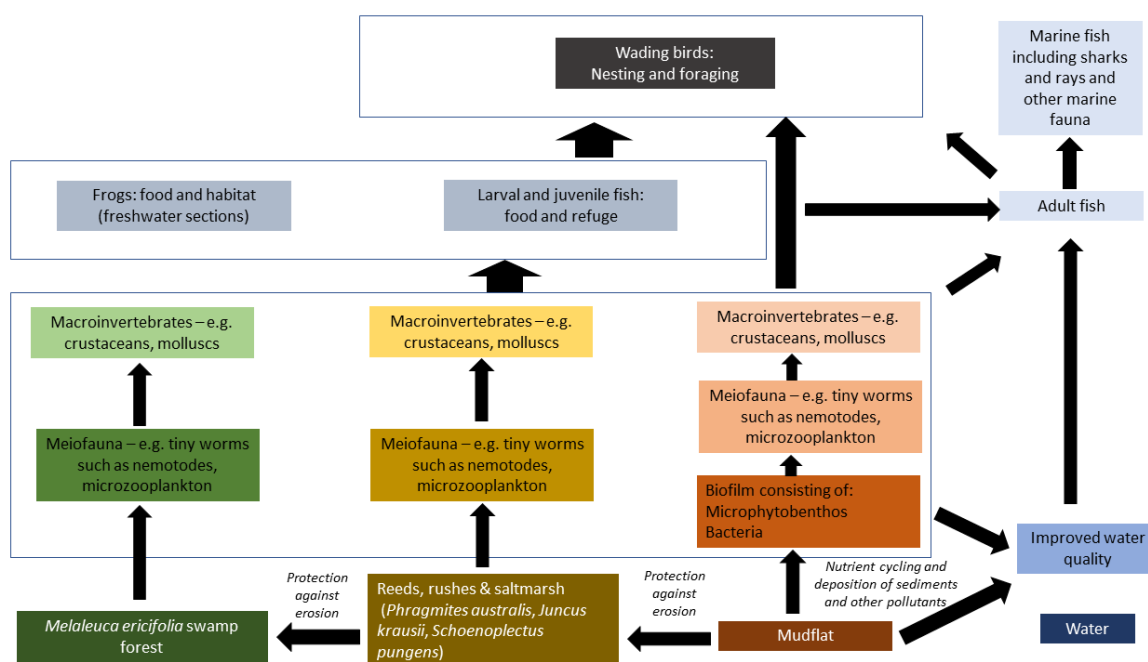 Wading birds:
Nesting and foraging
Marine fish
including sharks
and rays and
other marine
fauna
Frogs: food and habitat
(freshwater sections)
Larval and juvenile fish:
food and refuge
Adult fish
Macroinvertebrates – e.g.
crustaceans, molluscs
Macroinvertebrates – e.g.
crustaceans, molluscs
Macroinvertebrates – e.g.
crustaceans, molluscs
Meiofauna – e.g. tiny worms
such as nemotodes,
microzooplankton
Meiofauna – e.g. tiny worms
such as nemotodes,
microzooplankton
Meiofauna – e.g. tiny worms
such as nemotodes,
microzooplankton
Biofilm consisting of:
Microphytobenthos
Bacteria
Improved water
quality
Protection
against
erosion
Reeds, rushes & saltmarsh
(Phragmites australis, Juncus
krausii, Schoenoplectus
pungens)
Protection
against
erosion
Nutrient cycling and
deposition of sediments
and other pollutants
Melaleuca ericifolia swamp
forest
Mudflat
Water